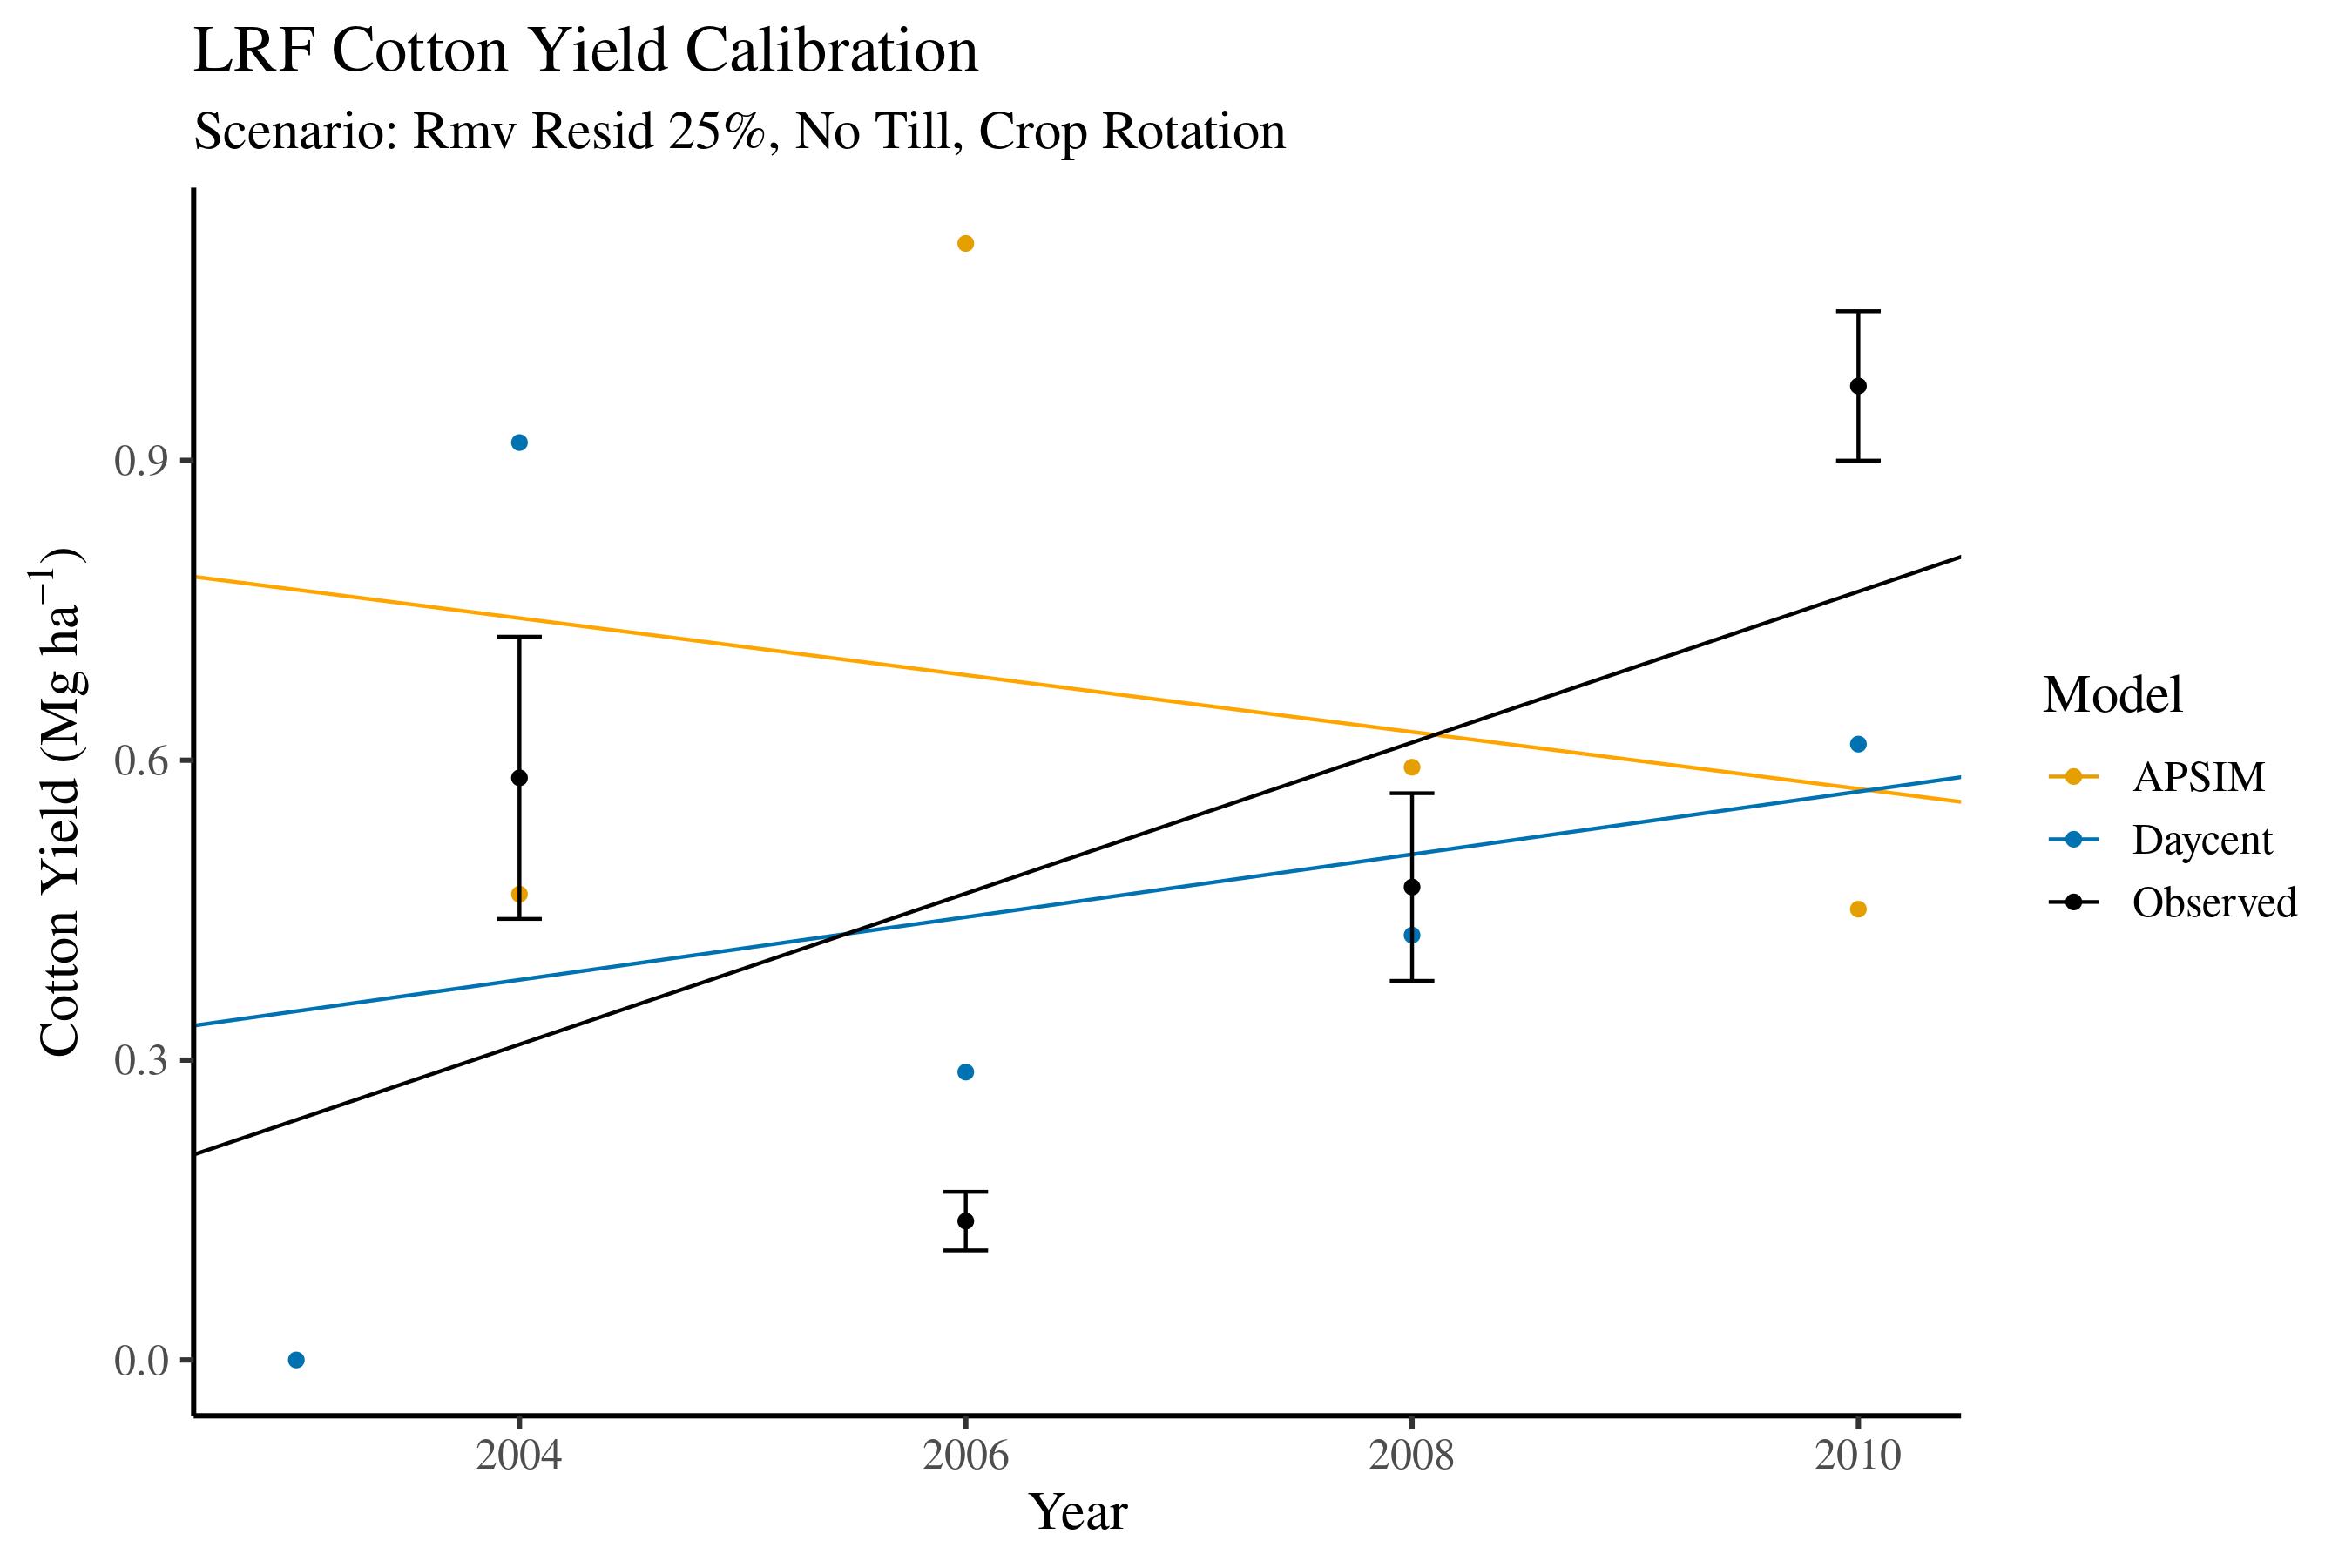 LRF Cotton Yield Calibration
Scenario: Rmv Resid 25%, No Till, Crop Rotation
Cotton Yield (Mg ha⁻¹)
0.9
0.6
0.3
0.0
2004 2006 2008 2010
Year
Model
APSIM
Daycent
Observed